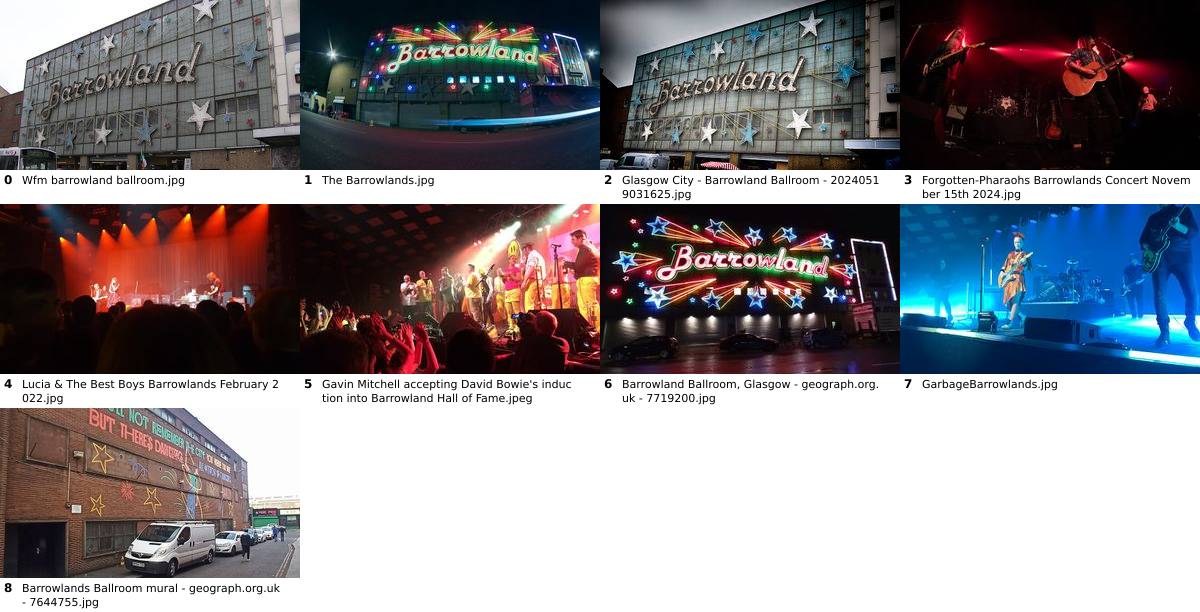 Barrowland
Barrowland
Barrowland
0 Wfm barrowland ballroom.jpg
1 The Barrowlands.jpg
2 Glasgow City - Barrowland Ballroom - 2024051
9031625.jpg
3 Forgotten-Pharaohs Barrowlands Concert Novem
ber 15th 2024.jpg
Barrowland
4 Lucia & The Best Boys Barrowlands February 2
022.jpg
5 Gavin Mitchell accepting David Bowie's induc
tion into Barrowland Hall of Fame.jpeg
6 Barrowland Ballroom, Glasgow - geograph.org.
uk - 7719200.jpg
7 GarbageBarrowlands.jpg
NOT REMEMBER THE CITY
BUT THERE'S DANCING
8 Barrowlands Ballroom mural - geograph.org.uk
- 7644755.jpg